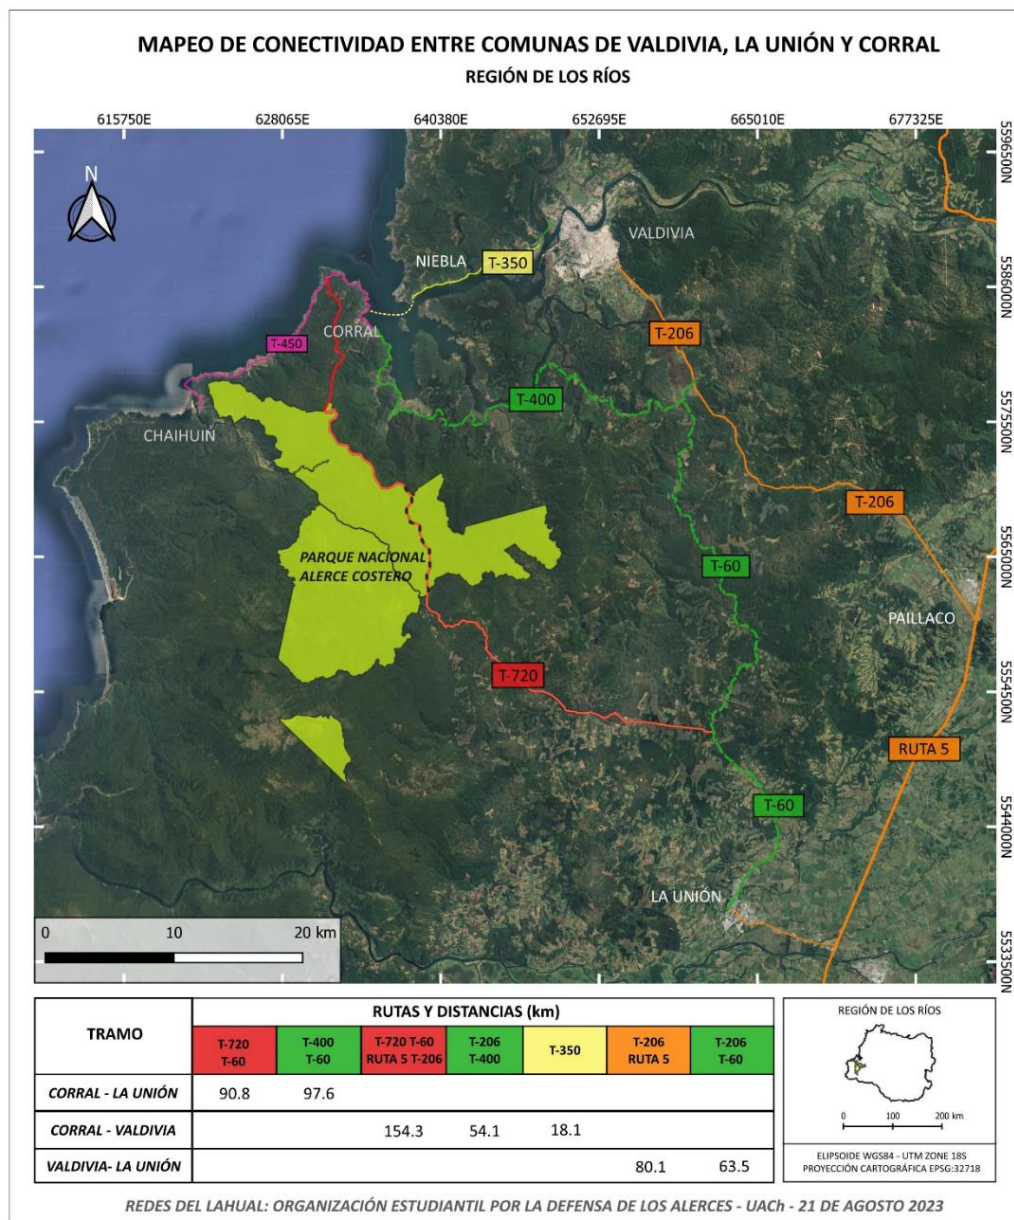 MAPEO DE CONECTIVIDAD ENTRE COMUNAS DE VALDIVIA, LA UNIÓN Y CORRAL
REGIÓN DE LOS RÍOS
615750E 628065E 640380E 652695E 665010E 677325E
5596500N
N
VALDIVIA
NIEBLA
T-350
5586000N
CORRAL
T-450
T-206
T-400
5575500N
CHAIHUIN
T-206
PARQUE NACIONAL
ALERCE COSTERO
T-60
5565000N
PAILLACO
T-720
5554500N
RUTA 5
T-60
5544000N
LA UNIÓN
0 10 20 km
5533500N
TRAMO
RUTAS Y DISTANCIAS (km)
T-720 T-60
T-400 T-60
T-720 T-60 RUTA 5 T-206
T-206 T-400
T-350
T-206 RUTA 5
T-206 T-60
CORRAL - LA UNIÓN 90.8 97.6
CORRAL - VALDIVIA 154.3 54.1 18.1
VALDIVIA- LA UNIÓN 80.1 63.5
REGIÓN DE LOS RÍOS
0 100 200 km
ELIPSOIDE WGS84 - UTM ZONE 18S
PROYECCIÓN CARTOGRÁFICA EPSG:32718
REDES DEL LAHUAL: ORGANIZACIÓN ESTUDIANTIL POR LA DEFENSA DE LOS ALERCES - UACh - 21 DE AGOSTO 2023